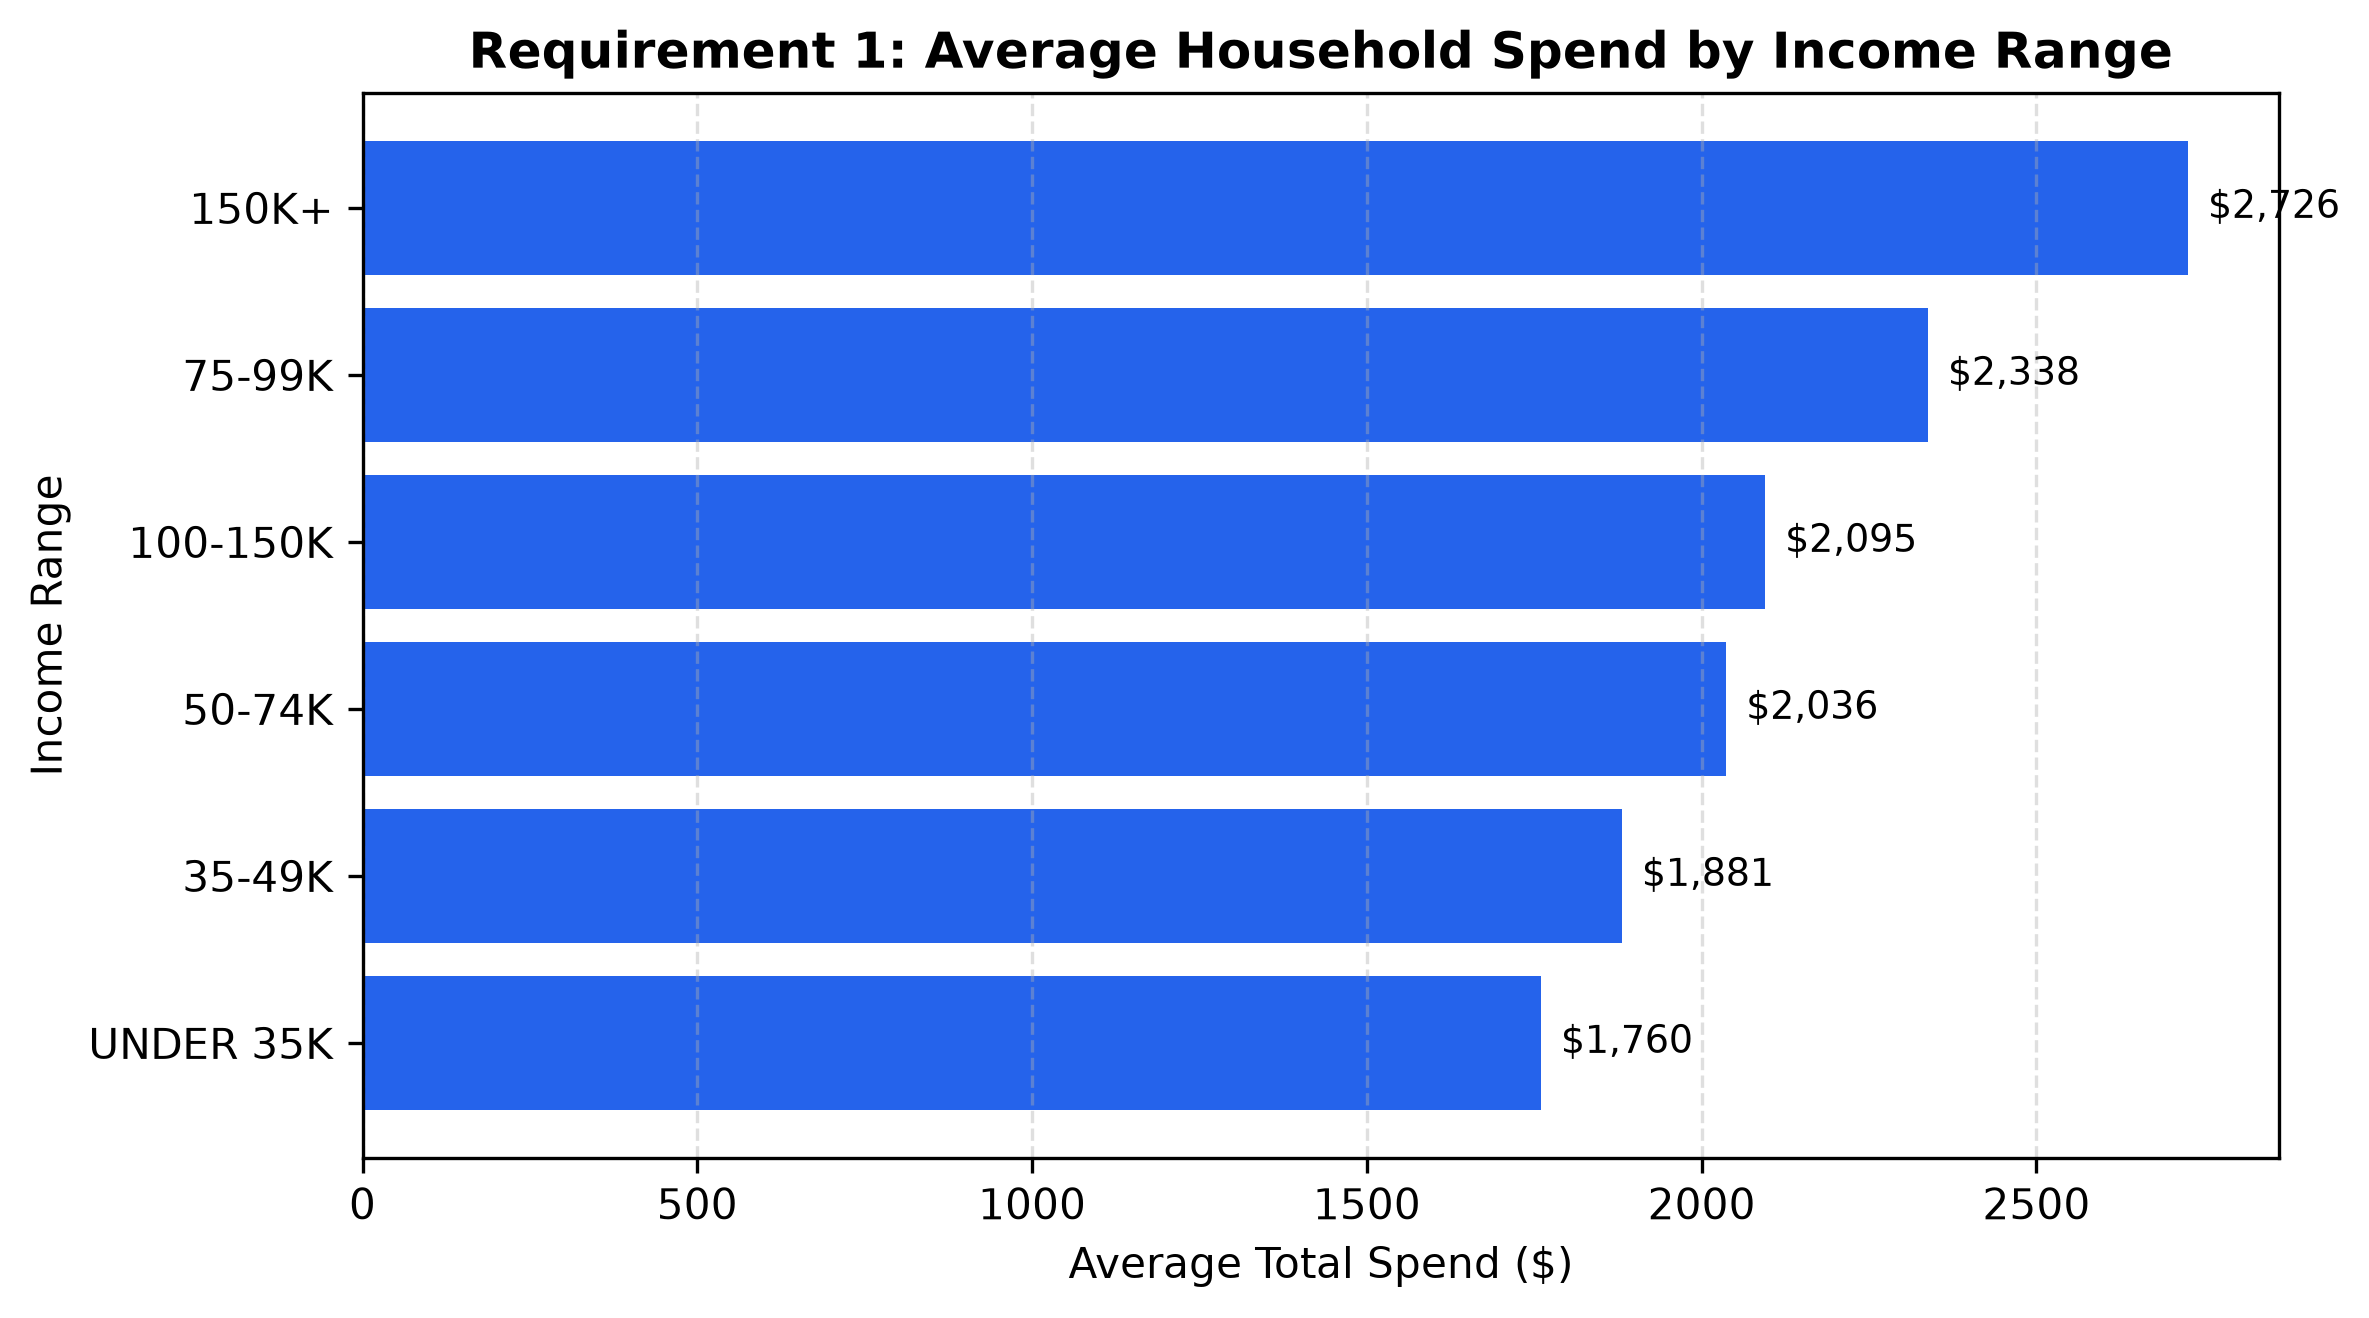 Requirement 1: Average Household Spend by Income Range
150K+
$2,726
75-99K
$2,338
100-150K
$2,095
50-74K
$2,036
35-49K
$1,881
UNDER 35K
$1,760
Income Range
0 500 1000 1500 2000 2500
Average Total Spend ($)